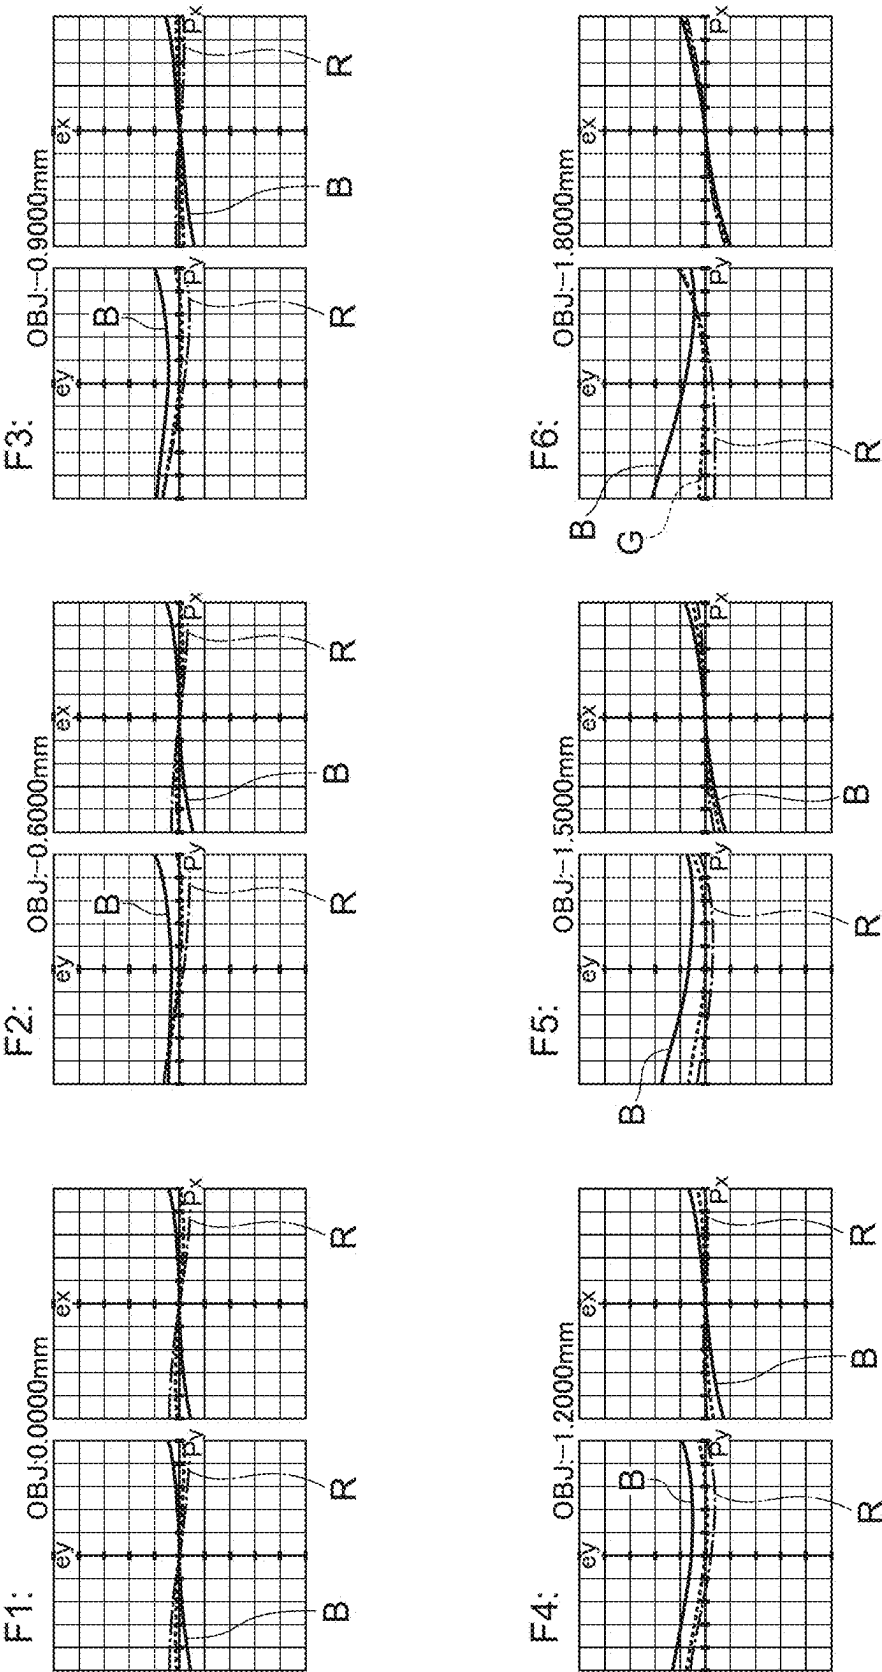 F1:
OBJ:0.0000mm
ey
Py
ex
Px
B
R
R
F2:
OBJ:-0.6000mm
ey
Py
ex
Px
B
R
B
R
F3:
OBJ:-0.9000mm
ey
Py
ex
Px
B
R
B
R
F4:
OBJ:-1.2000mm
ey
Py
ex
Px
B
R
B
R
F5:
OBJ:-1.5000mm
ey
Py
ex
Px
B
R
B
F6:
OBJ:-1.8000mm
ey
Py
ex
Px
B
G
R